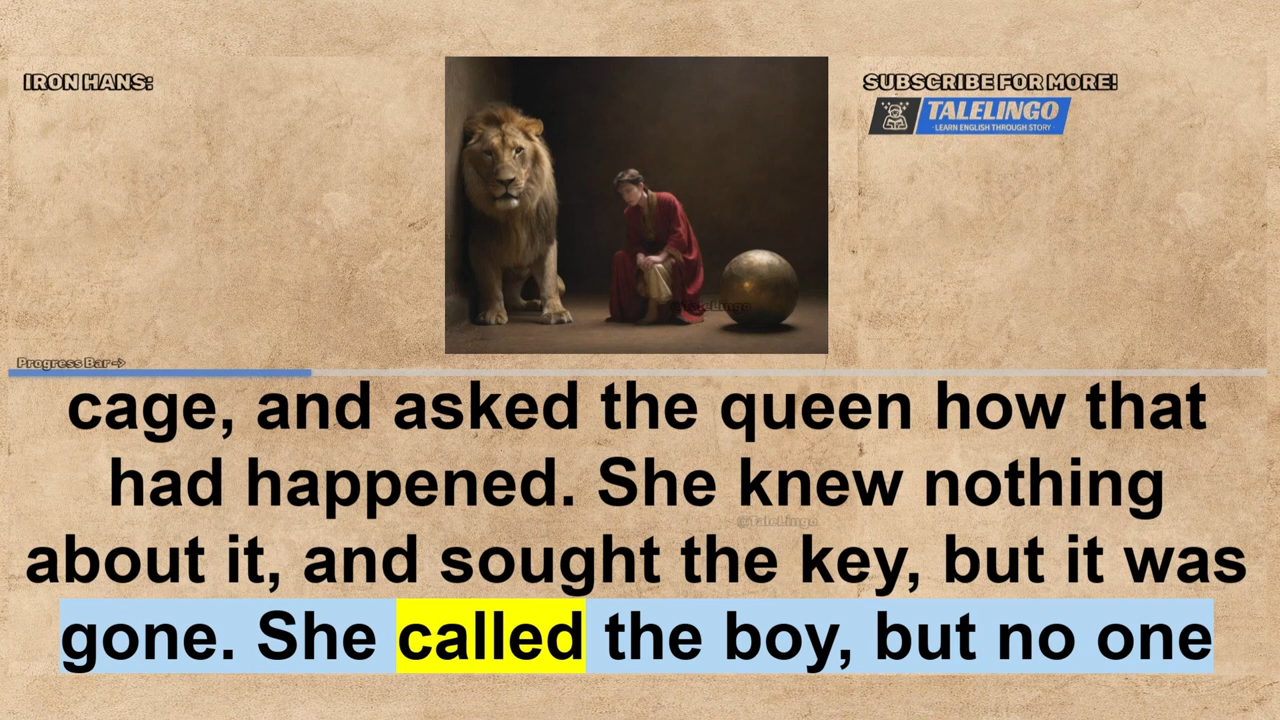 IRON HANS:
SUBSCRIBE FOR MORE!
TALELINGO
· LEARN ENGLISH THROUGH STORY ·
@TaleLingo
Progress Bar->
cage, and asked the queen how that
had happened. She knew nothing
@TaleLingo
about it, and sought the key, but it was
gone. She called the boy, but no one